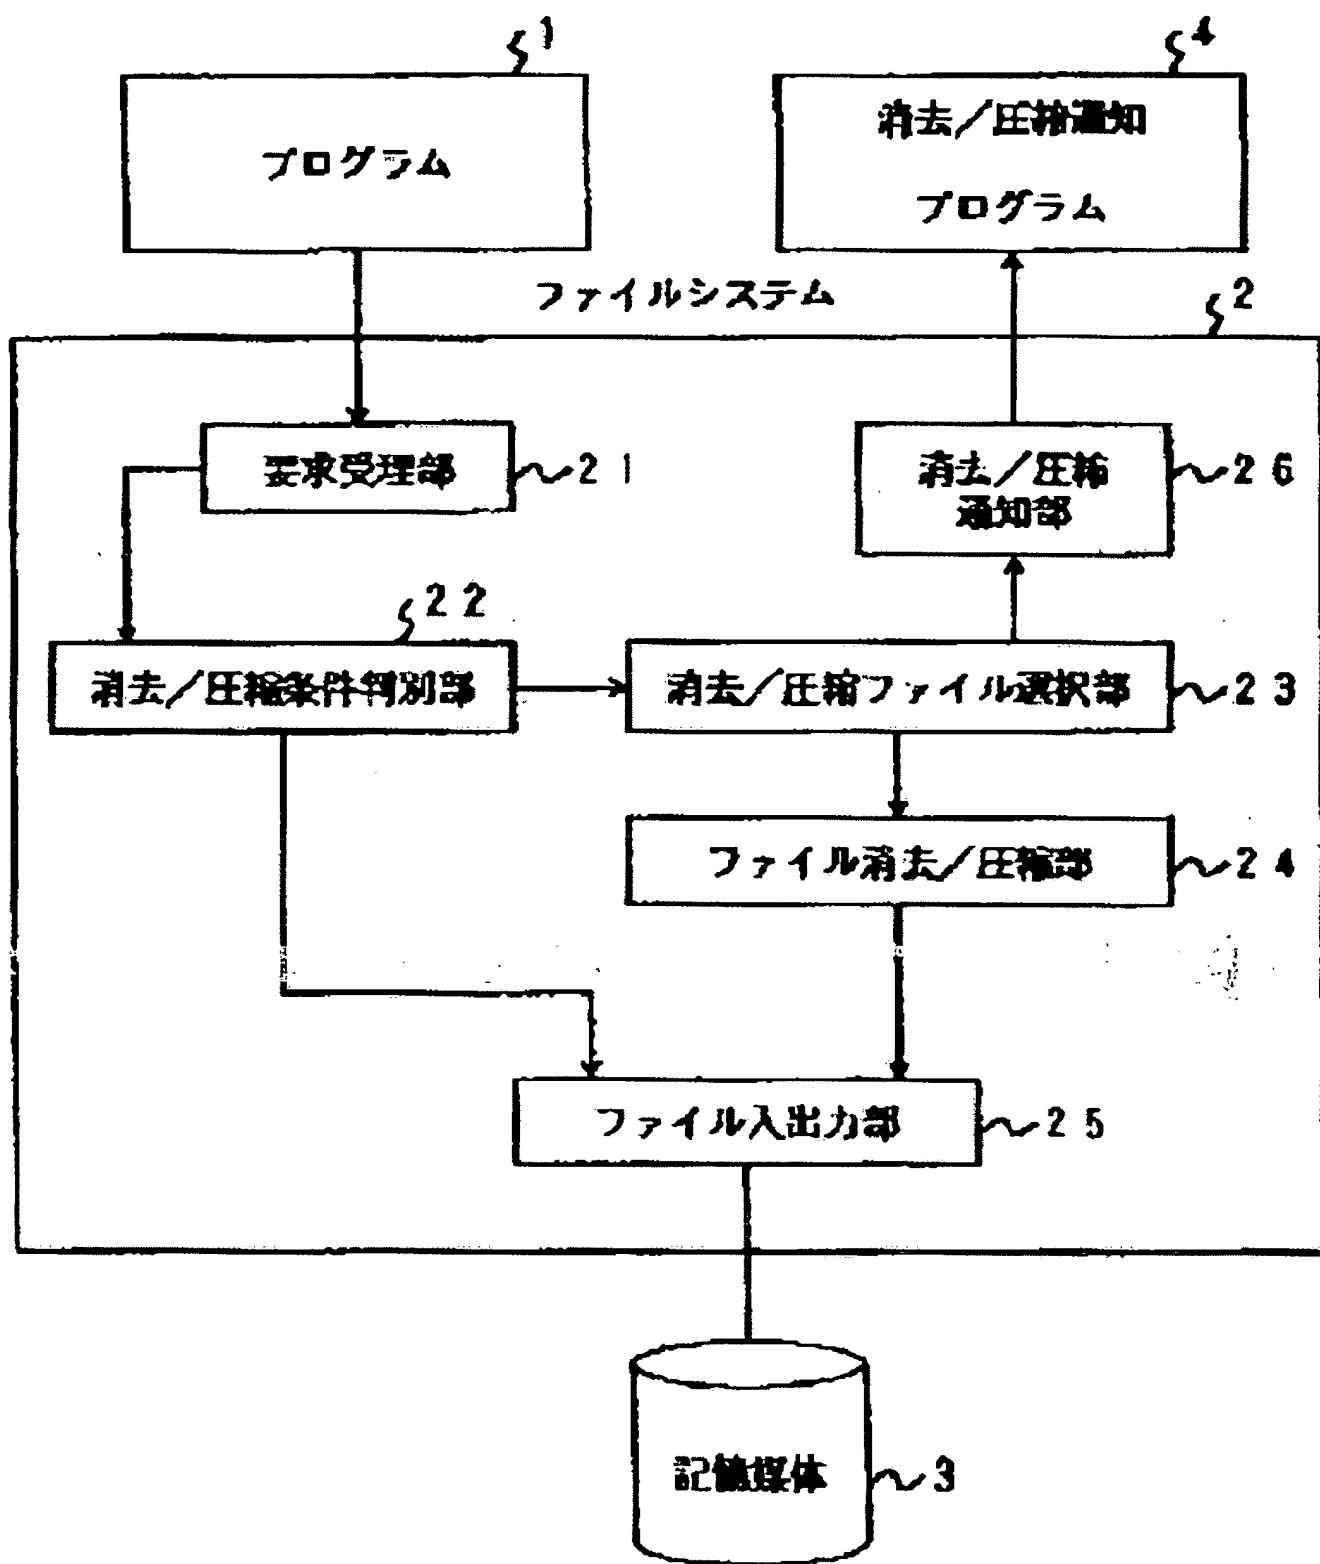 1
プログラム
4
消去／圧縮通知
プログラム
ファイルシステム
2
要求受理部
21
消去／圧縮
通知部
26
22
消去／圧縮条件判別部
消去／圧縮ファイル選択部
23
ファイル消去／圧縮部
24
ファイル入出力部
25
記憶媒体
3